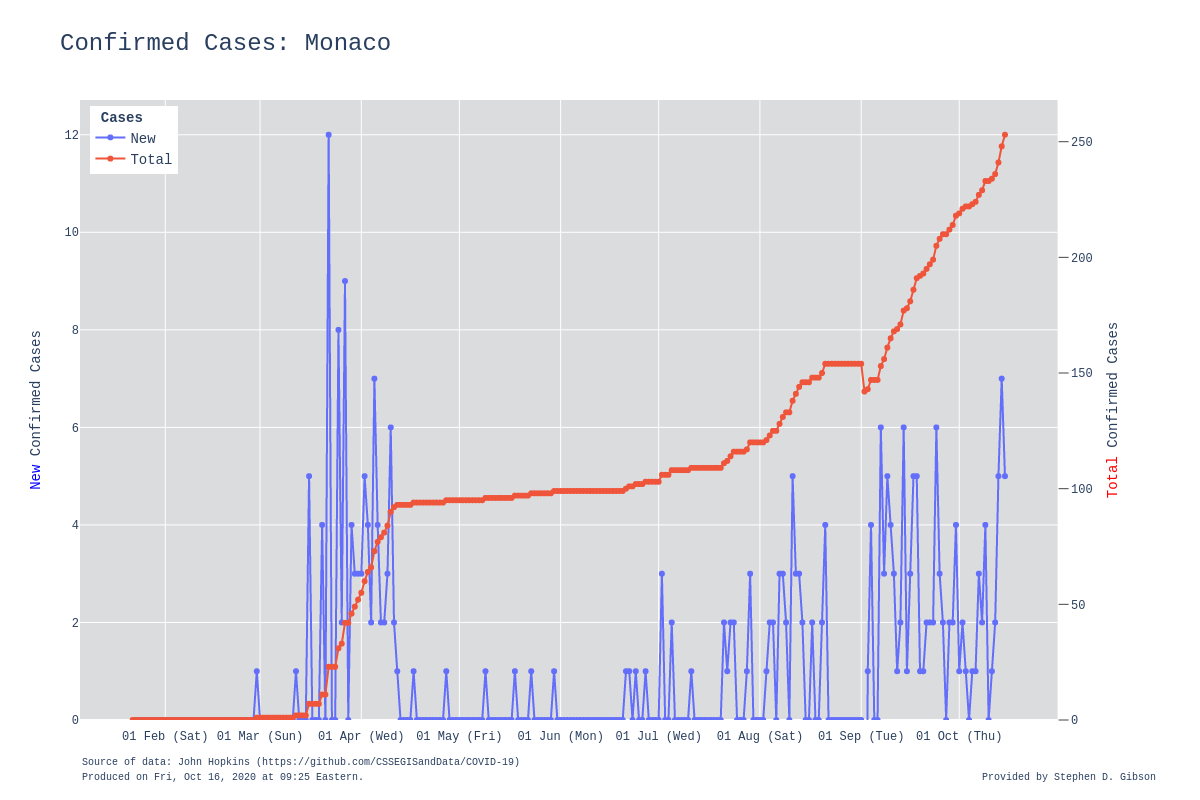 Confirmed Cases: Monaco
Cases
New
Total
12
10
8
6
4
2
0
250
200
150
100
50
0
New Confirmed Cases
Total Confirmed Cases
01 Feb (Sat) 01 Mar (Sun) 01 Apr (Wed) 01 May (Fri) 01 Jun (Mon) 01 Jul (Wed) 01 Aug (Sat) 01 Sep (Tue) 01 Oct (Thu)
Source of data: John Hopkins (https://github.com/CSSEGISandData/COVID-19)
Produced on Fri, Oct 16, 2020 at 09:25 Eastern.
Provided by Stephen D. Gibson